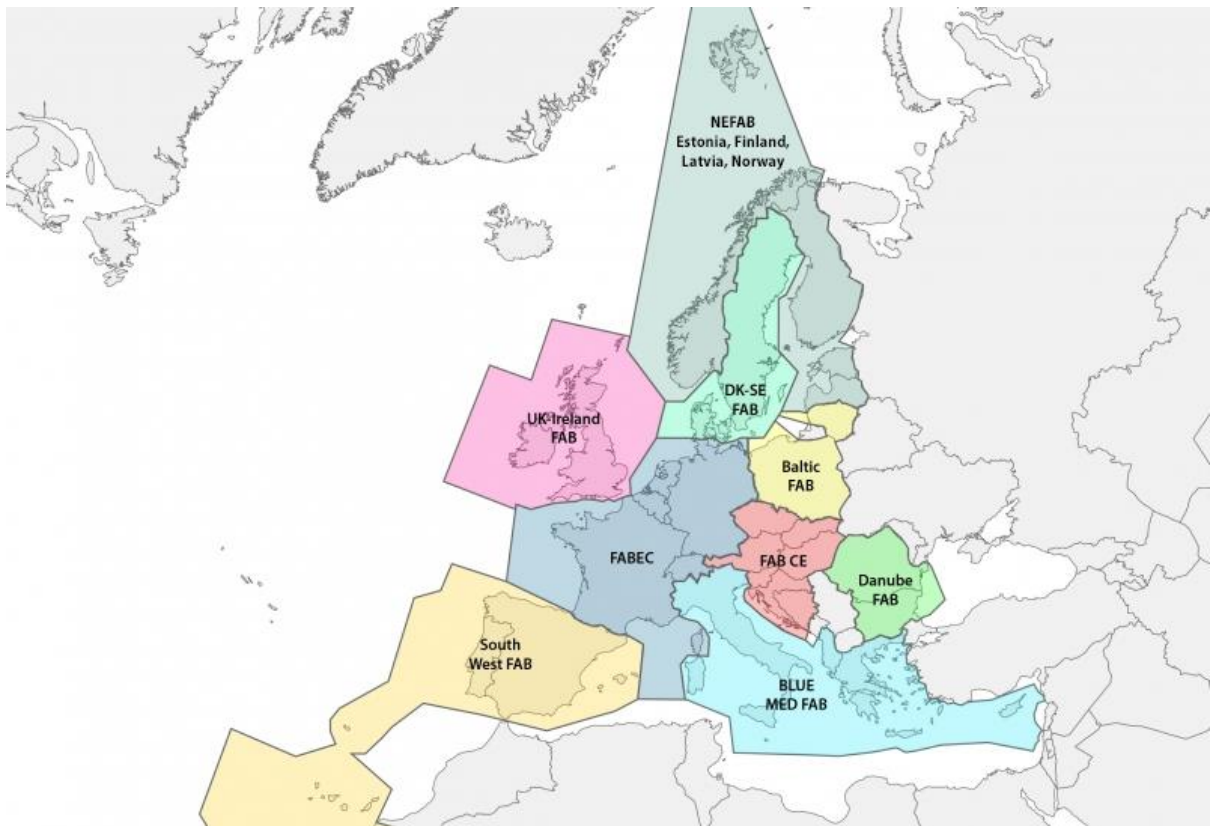 NEFAB
Estonia, Finland,
Latvia, Norway
DK-SE
FAB
UK-Ireland
FAB
Baltic
FAB
FABEC
FAB CE
Danube
FAB
South
West FAB
BLUE
MED FAB